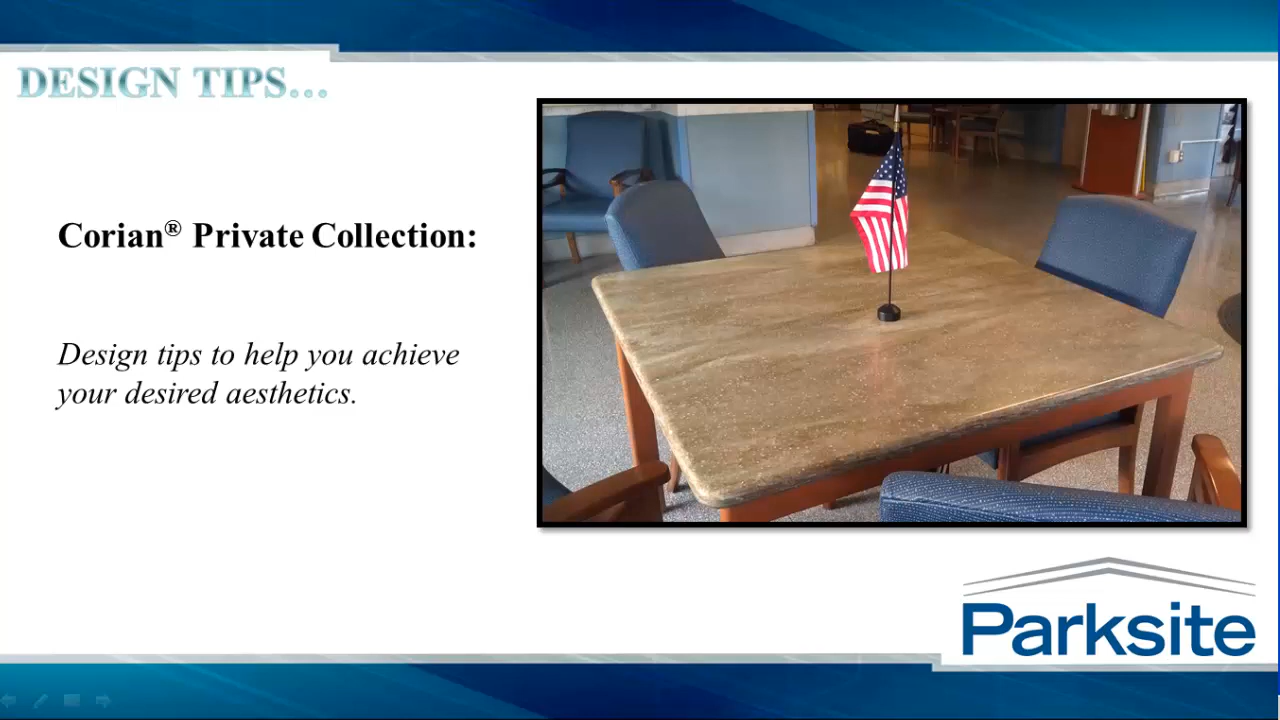 DESIGN TIPS...
Corian® Private Collection:
Design tips to help you achieve
your desired aesthetics.
Parksite